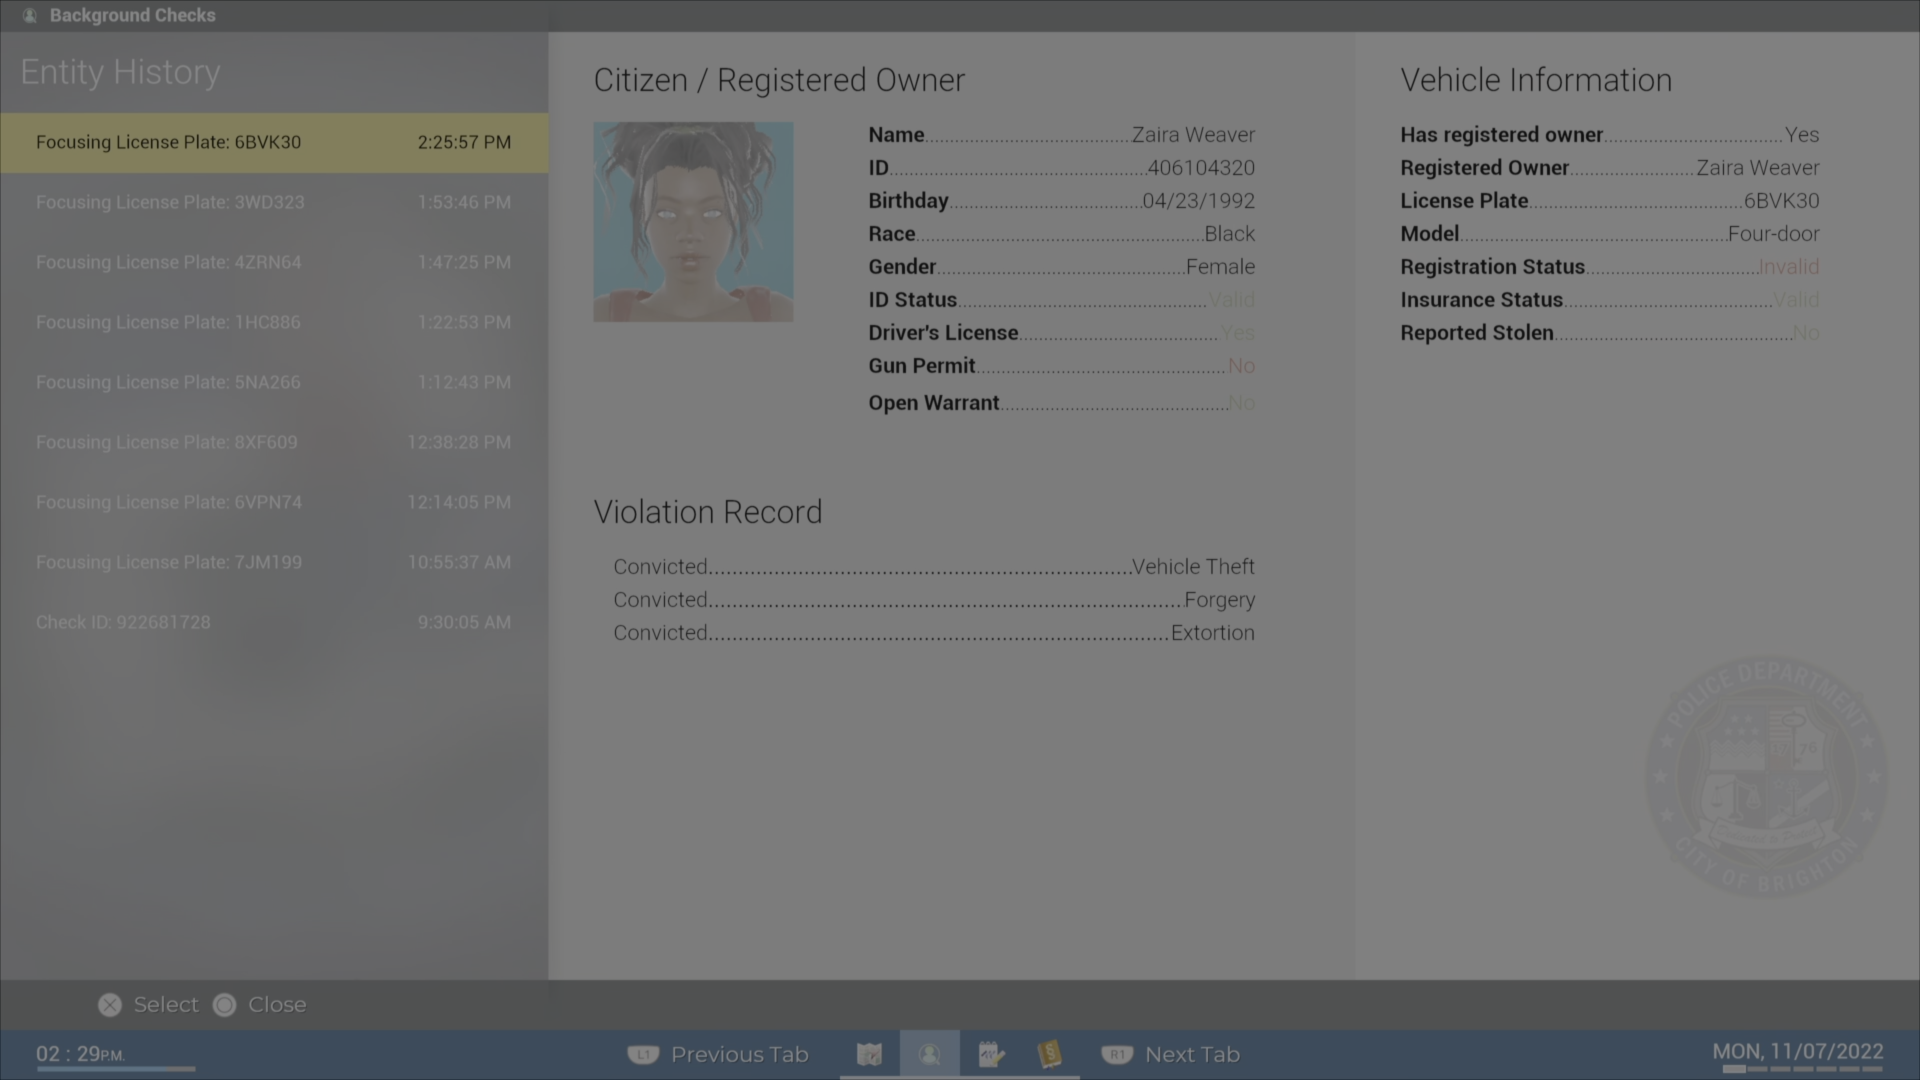 Background Checks
Entity History
Focusing License Plate: 6BVK30 2:25:57 PM
Focusing License Plate: 3WD323 1:53:46 PM
Focusing License Plate: 4ZRN64 1:47:25 PM
Focusing License Plate: 1HC886 1:22:53 PM
Focusing License Plate: 5NA266 1:12:43 PM
Focusing License Plate: 8XF609 12:38:28 PM
Focusing License Plate: 6VPN74 12:14:05 PM
Focusing License Plate: 7JM199 10:55:37 AM
Check ID: 922681728 9:30:05 AM
Citizen / Registered Owner
Name Zaira Weaver
ID 406104320
Birthday 04/23/1992
Race Black
Gender Female
ID Status Valid
Driver's License Yes
Gun Permit No
Open Warrant No
Violation Record
Convicted Vehicle Theft
Convicted Forgery
Convicted Extortion
Vehicle Information
Has registered owner Yes
Registered Owner Zaira Weaver
License Plate 6BVK30
Model Four-door
Registration Status Invalid
Insurance Status Valid
Reported Stolen No
POLICE DEPARTMENT
76
CITY OF BRIGHTON
Select Close
02 : 29 P.M.
L1 Previous Tab
R1 Next Tab
MON, 11/07/2022